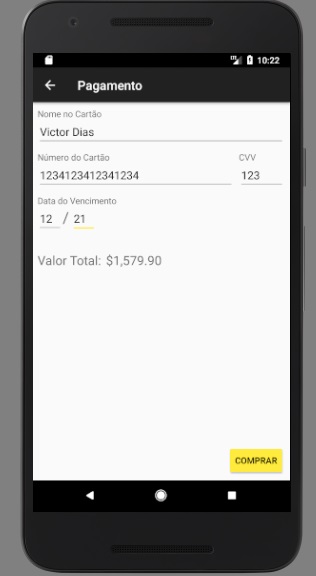 10:22
Pagamento
Nome no Cartão
Victor Dias
Número do Cartão CVV
1234123412341234 123
Data do Vencimento
12 / 21
Valor Total: $1,579.90
COMPRAR